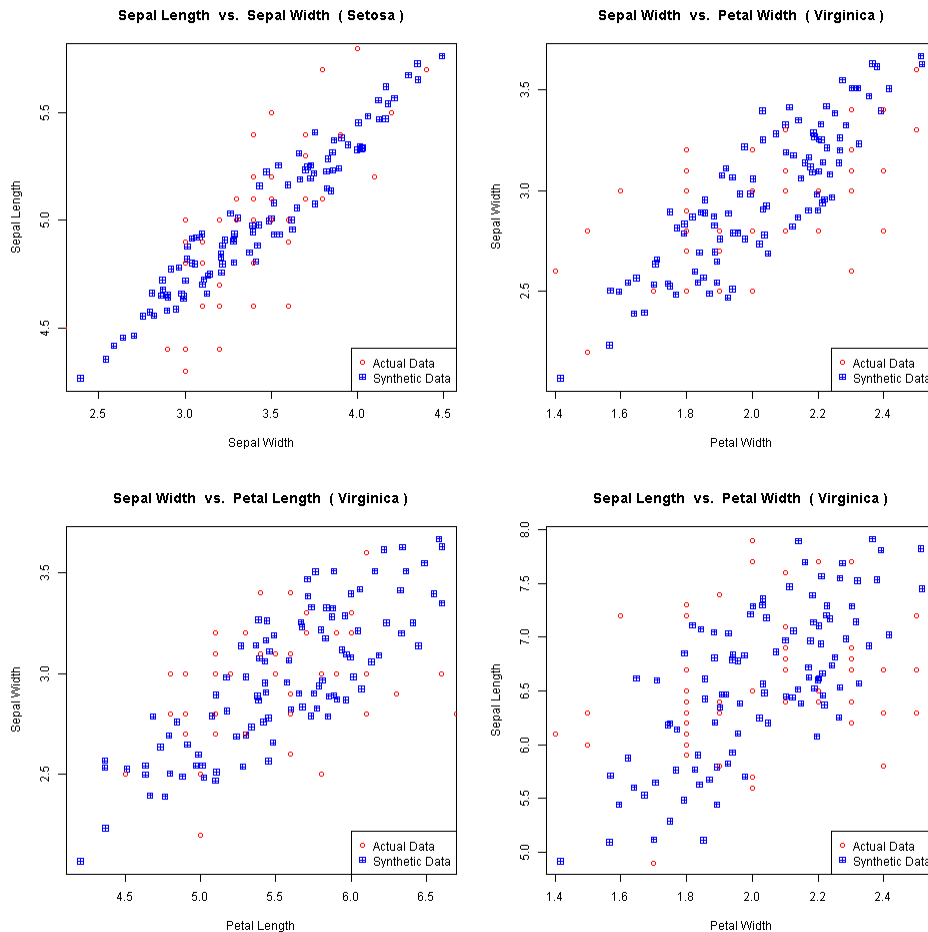 Sepal Length vs. Sepal Width ( Setosa )
Sepal Length
5.5
5.0
4.5
Actual Data
Synthetic Data
2.5 3.0 3.5 4.0 4.5
Sepal Width
Sepal Width vs. Petal Width ( Virginica )
Sepal Width
3.5
3.0
2.5
Actual Data
Synthetic Data
1.4 1.6 1.8 2.0 2.2 2.4
Petal Width
Sepal Width vs. Petal Length ( Virginica )
Sepal Width
3.5
3.0
2.5
Actual Data
Synthetic Data
4.5 5.0 5.5 6.0 6.5
Petal Length
Sepal Length vs. Petal Width ( Virginica )
Sepal Length
8.0
7.5
7.0
6.5
6.0
5.5
5.0
Actual Data
Synthetic Data
1.4 1.6 1.8 2.0 2.2 2.4
Petal Width